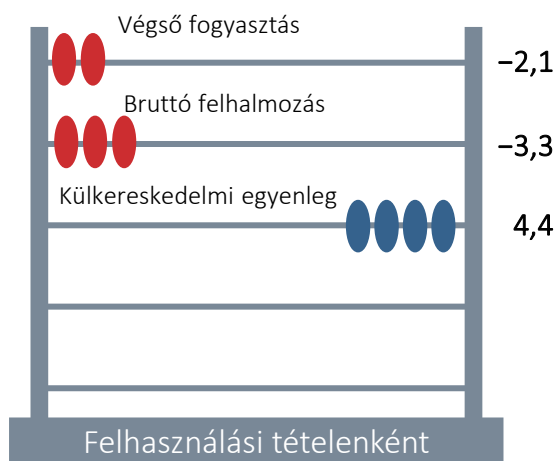 Végső fogyasztás
−2,1
Bruttó felhalmozás
−3,3
Külkereskedelmi egyenleg
4,4
Felhasználási tételenként